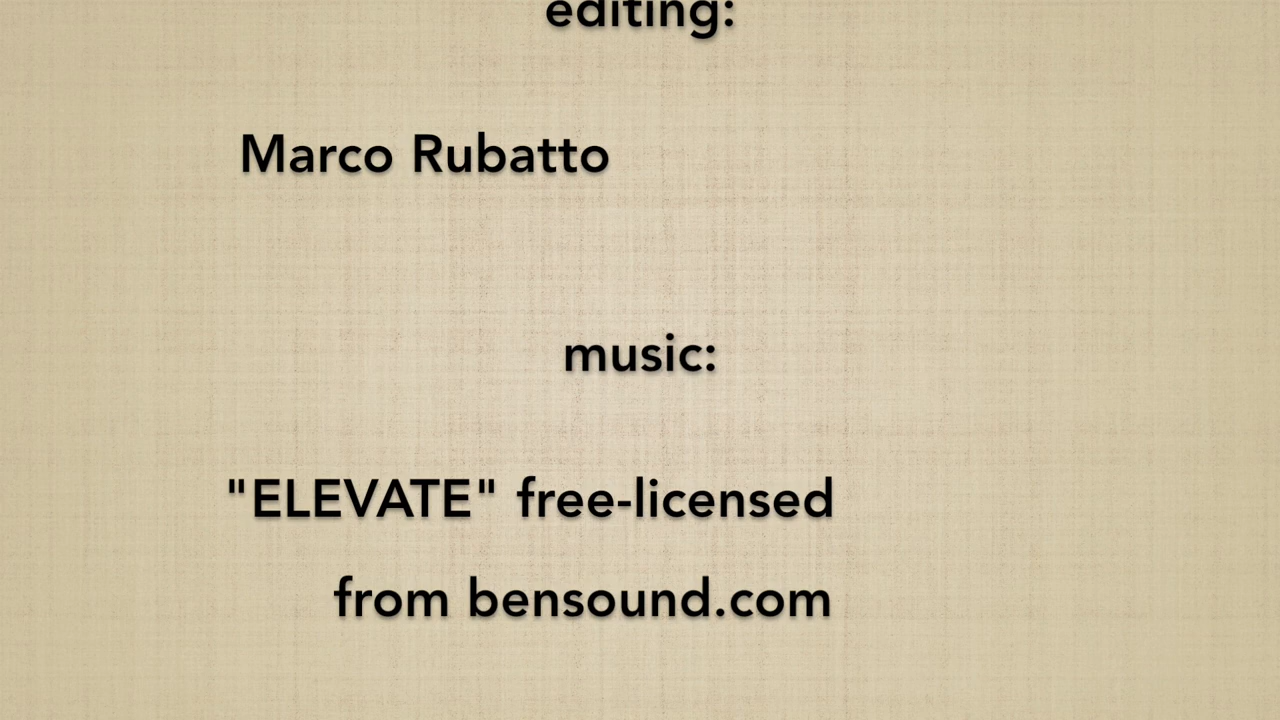 editing:
Marco Rubatto
music:
"ELEVATE" free-licensed
from bensound.com